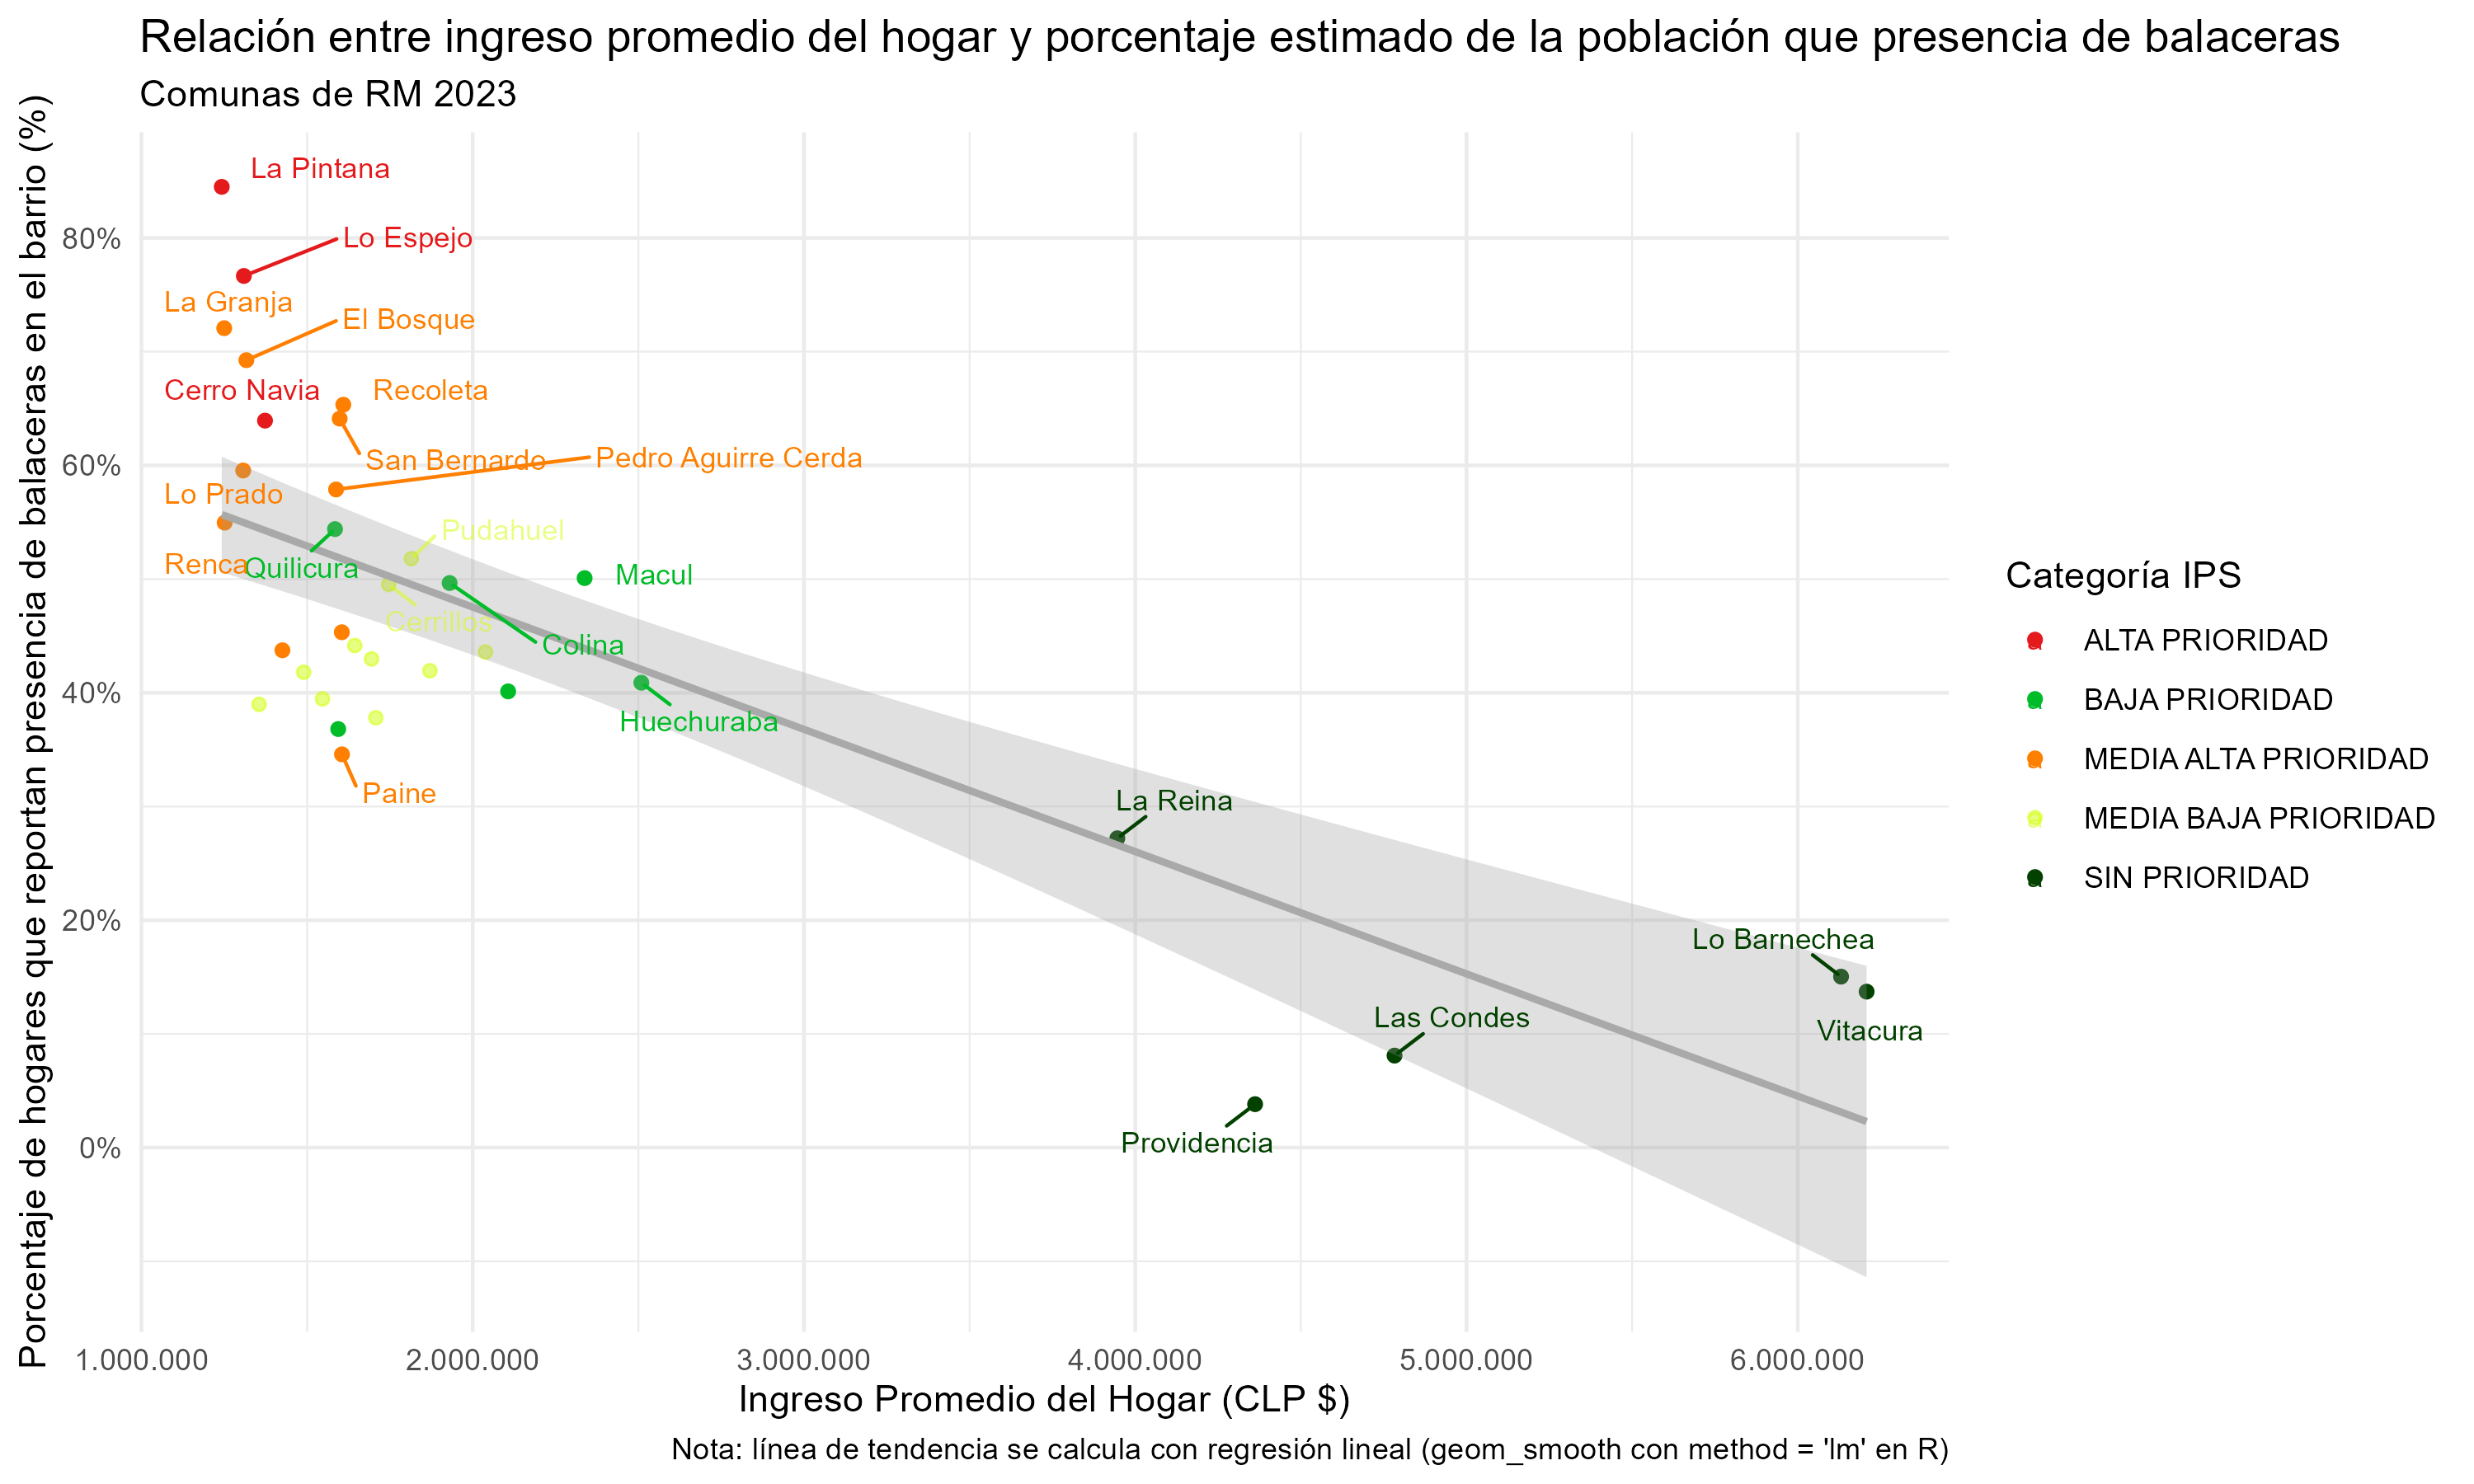 Relación entre ingreso promedio del hogar y porcentaje estimado de la población que presencia de balaceras
Comunas de RM 2023
Porcentaje de hogares que reportan presencia de balaceras en el barrio (%)
80%
60%
40%
20%
0%
La Pintana
Lo Espejo
La Granja
El Bosque
Cerro Navia
Recoleta
San Bernardo
Pedro Aguirre Cerda
Lo Prado
Pudahuel
Renca
Quilicura
Macul
Cerrillos
Colina
Huechuraba
Paine
La Reina
Lo Barnechea
Las Condes
Vitacura
Providencia
1.000.000
2.000.000
3.000.000
4.000.000
5.000.000
6.000.000
Ingreso Promedio del Hogar (CLP $)
Nota: línea de tendencia se calcula con regresión lineal (geom_smooth con method = 'lm' en R)
Categoría IPS
ALTA PRIORIDAD
BAJA PRIORIDAD
MEDIA ALTA PRIORIDAD
MEDIA BAJA PRIORIDAD
SIN PRIORIDAD